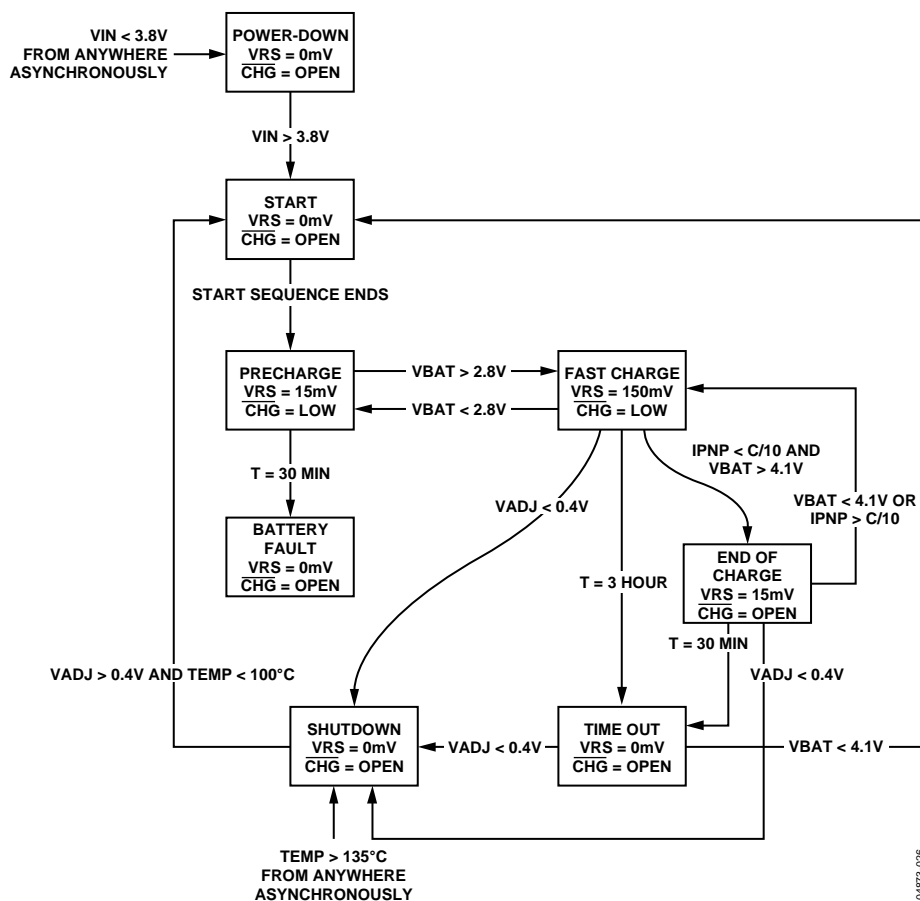 VIN < 3.8V
FROM ANYWHERE
ASYNCHRONOUSLY
POWER-DOWN
VRS = 0mV
CHG = OPEN
VIN > 3.8V
START
VRS = 0mV
CHG = OPEN
START SEQUENCE ENDS
PRECHARGE
VRS = 15mV
CHG = LOW
VBAT > 2.8V
VBAT < 2.8V
FAST CHARGE
VRS = 150mV
CHG = LOW
T = 30 MIN
BATTERY
FAULT
VRS = 0mV
CHG = OPEN
VADJ < 0.4V
IPNP < C/10 AND
VBAT > 4.1V
VBAT < 4.1V OR
IPNP > C/10
T = 3 HOUR
END OF
CHARGE
VRS = 15mV
CHG = OPEN
T = 30 MIN
VADJ < 0.4V
VADJ > 0.4V AND TEMP < 100°C
SHUTDOWN
VRS = 0mV
CHG = OPEN
VADJ < 0.4V
TIME OUT
VRS = 0mV
CHG = OPEN
VBAT < 4.1V
TEMP > 135°C
FROM ANYWHERE
ASYNCHRONOUSLY
04873-026